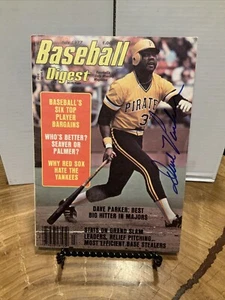 Baseball
Digest
BASEBALL'S
SIX TOP
PLAYER
BARGAINS
WHO'S BETTER?
SEAVER OR
PALMER?
WHY RED SOX
HATE THE
YANKEES
PIRATES
3
DAVE PARKER: BEST
BIG HITTER IN MAJORS
STATS ON GRAND SLAM
LEADERS, RELIEF PITCHING...
MOST EFFICIENT BASE STEALERS